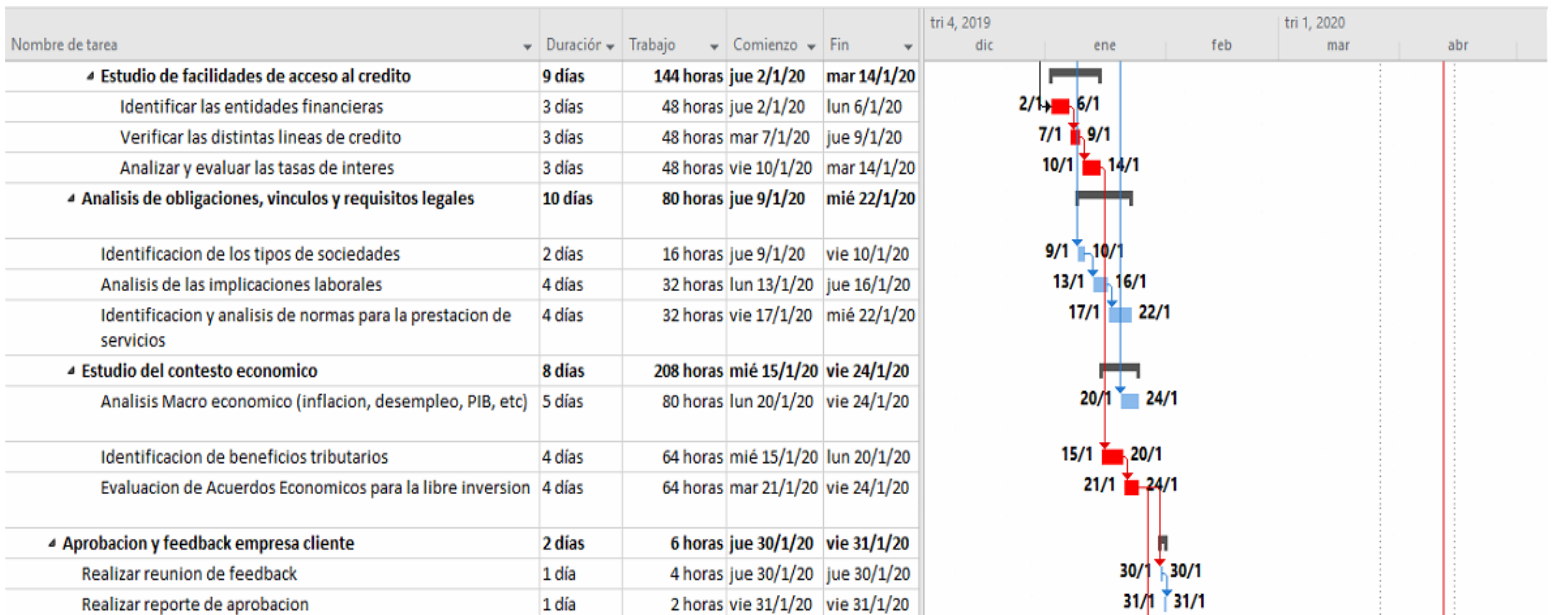 tri 4, 2019 tri 1, 2020
Nombre de tarea Duración Trabajo Comienzo Fin dic ene feb mar abr
Estudio de facilidades de acceso al credito 9 días 144 horas jue 2/1/20 mar 14/1/20
Identificar las entidades financieras 3 días 48 horas jue 2/1/20 lun 6/1/20 2/1 6/1
Verificar las distintas lineas de credito 3 días 48 horas mar 7/1/20 jue 9/1/20 7/1 9/1
Analizar y evaluar las tasas de interes 3 días 48 horas vie 10/1/20 mar 14/1/20 10/1 14/1
Analisis de obligaciones, vinculos y requisitos legales 10 días 80 horas jue 9/1/20 mié 22/1/20
Identificacion de los tipos de sociedades 2 días 16 horas jue 9/1/20 vie 10/1/20 9/1 10/1
Analisis de las implicaciones laborales 4 días 32 horas lun 13/1/20 jue 16/1/20 13/1 16/1
Identificacion y analisis de normas para la prestacion de 4 días 32 horas vie 17/1/20 mié 22/1/20 17/1 22/1
servicios
Estudio del contesto economico 8 días 208 horas mié 15/1/20 vie 24/1/20
Analisis Macro economico (inflacion, desempleo, PIB, etc) 5 días 80 horas lun 20/1/20 vie 24/1/20 20/1 24/1
Identificacion de beneficios tributarios 4 días 64 horas mié 15/1/20 lun 20/1/20 15/1 20/1
Evaluacion de Acuerdos Economicos para la libre inversion 4 días 64 horas mar 21/1/20 vie 24/1/20 21/1 24/1
Aprobacion y feedback empresa cliente 2 días 6 horas jue 30/1/20 vie 31/1/20
Realizar reunion de feedback 1 día 4 horas jue 30/1/20 jue 30/1/20 30/1 30/1
Realizar reporte de aprobacion 1 día 2 horas vie 31/1/20 vie 31/1/20 31/1 31/1